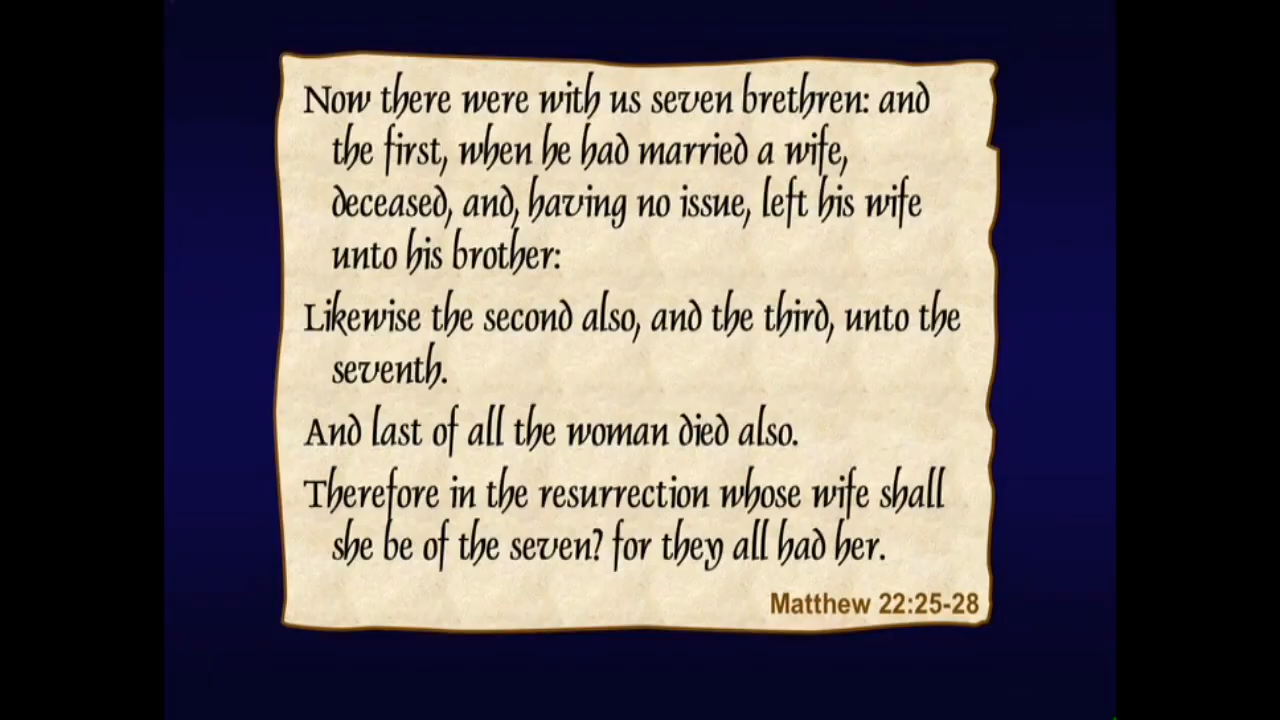 Now there were with us seven brethren: and
the first, when he had married a wife,
deceased, and, having no issue, left his wife
unto his brother:
Likewise the second also, and the third, unto the
seventh.
And last of all the woman died also.
Therefore in the resurrection whose wife shall
she be of the seven? for they all had her.
Matthew 22:25-28